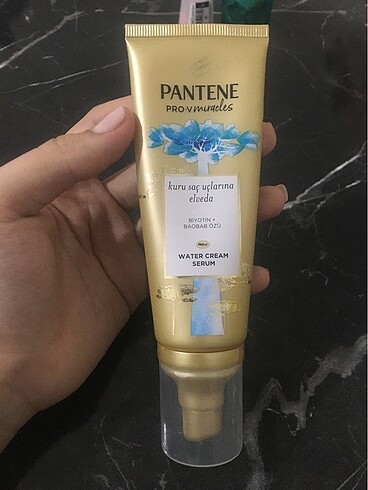 PANTENE
PRO-V miracles
kuru saç uçlarına
elveda
BİYOTİN +
BAOBAB ÖZÜ
WATER CREAM
SERUM